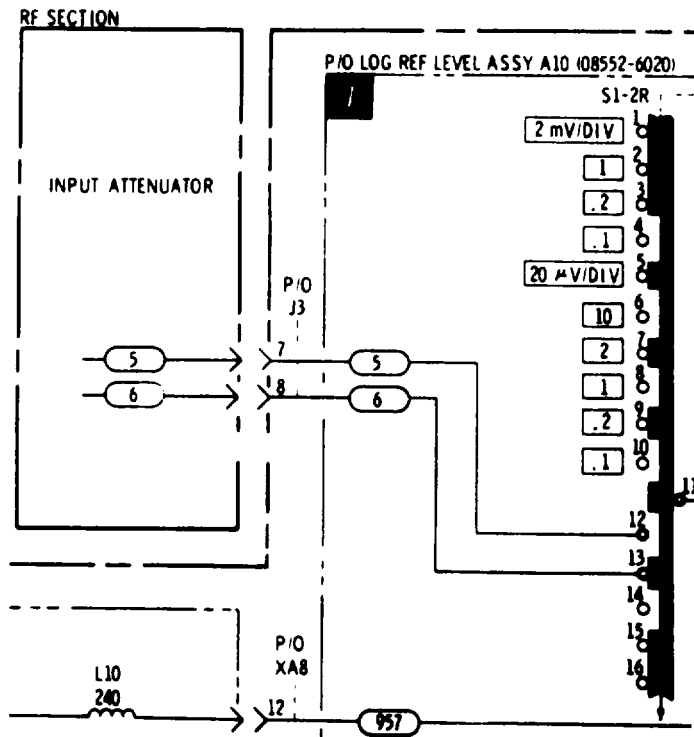 RF SECTION
P/O LOG REF LEVEL ASSY A10 (08552-6020)
1
S1-2R
INPUT ATTENUATOR
2 mV/DIV 1
1 2
.2 3
.1 4
20 μV/DIV 5
10 6
2 7
1 8
.2 9
.1 10
11
P/O
J3
5 7 5
6 8 6
12
13
14
15
16
P/O
XA8
L10
240
12 957